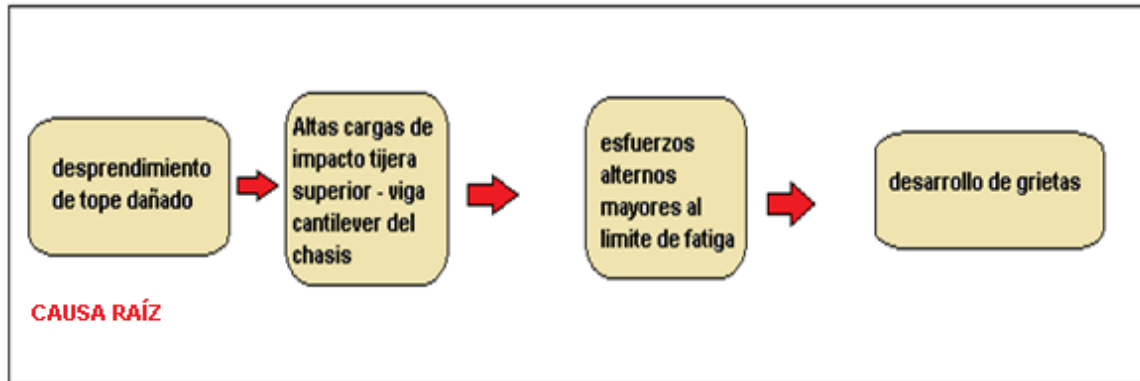 desprendimiento
de tope dañado
Altas cargas de
impacto tijera
superior - viga
cantilever del
chasis
esfuerzos
alternos
mayores al
limite de fatiga
desarrollo de grietas
CAUSA RAÍZ